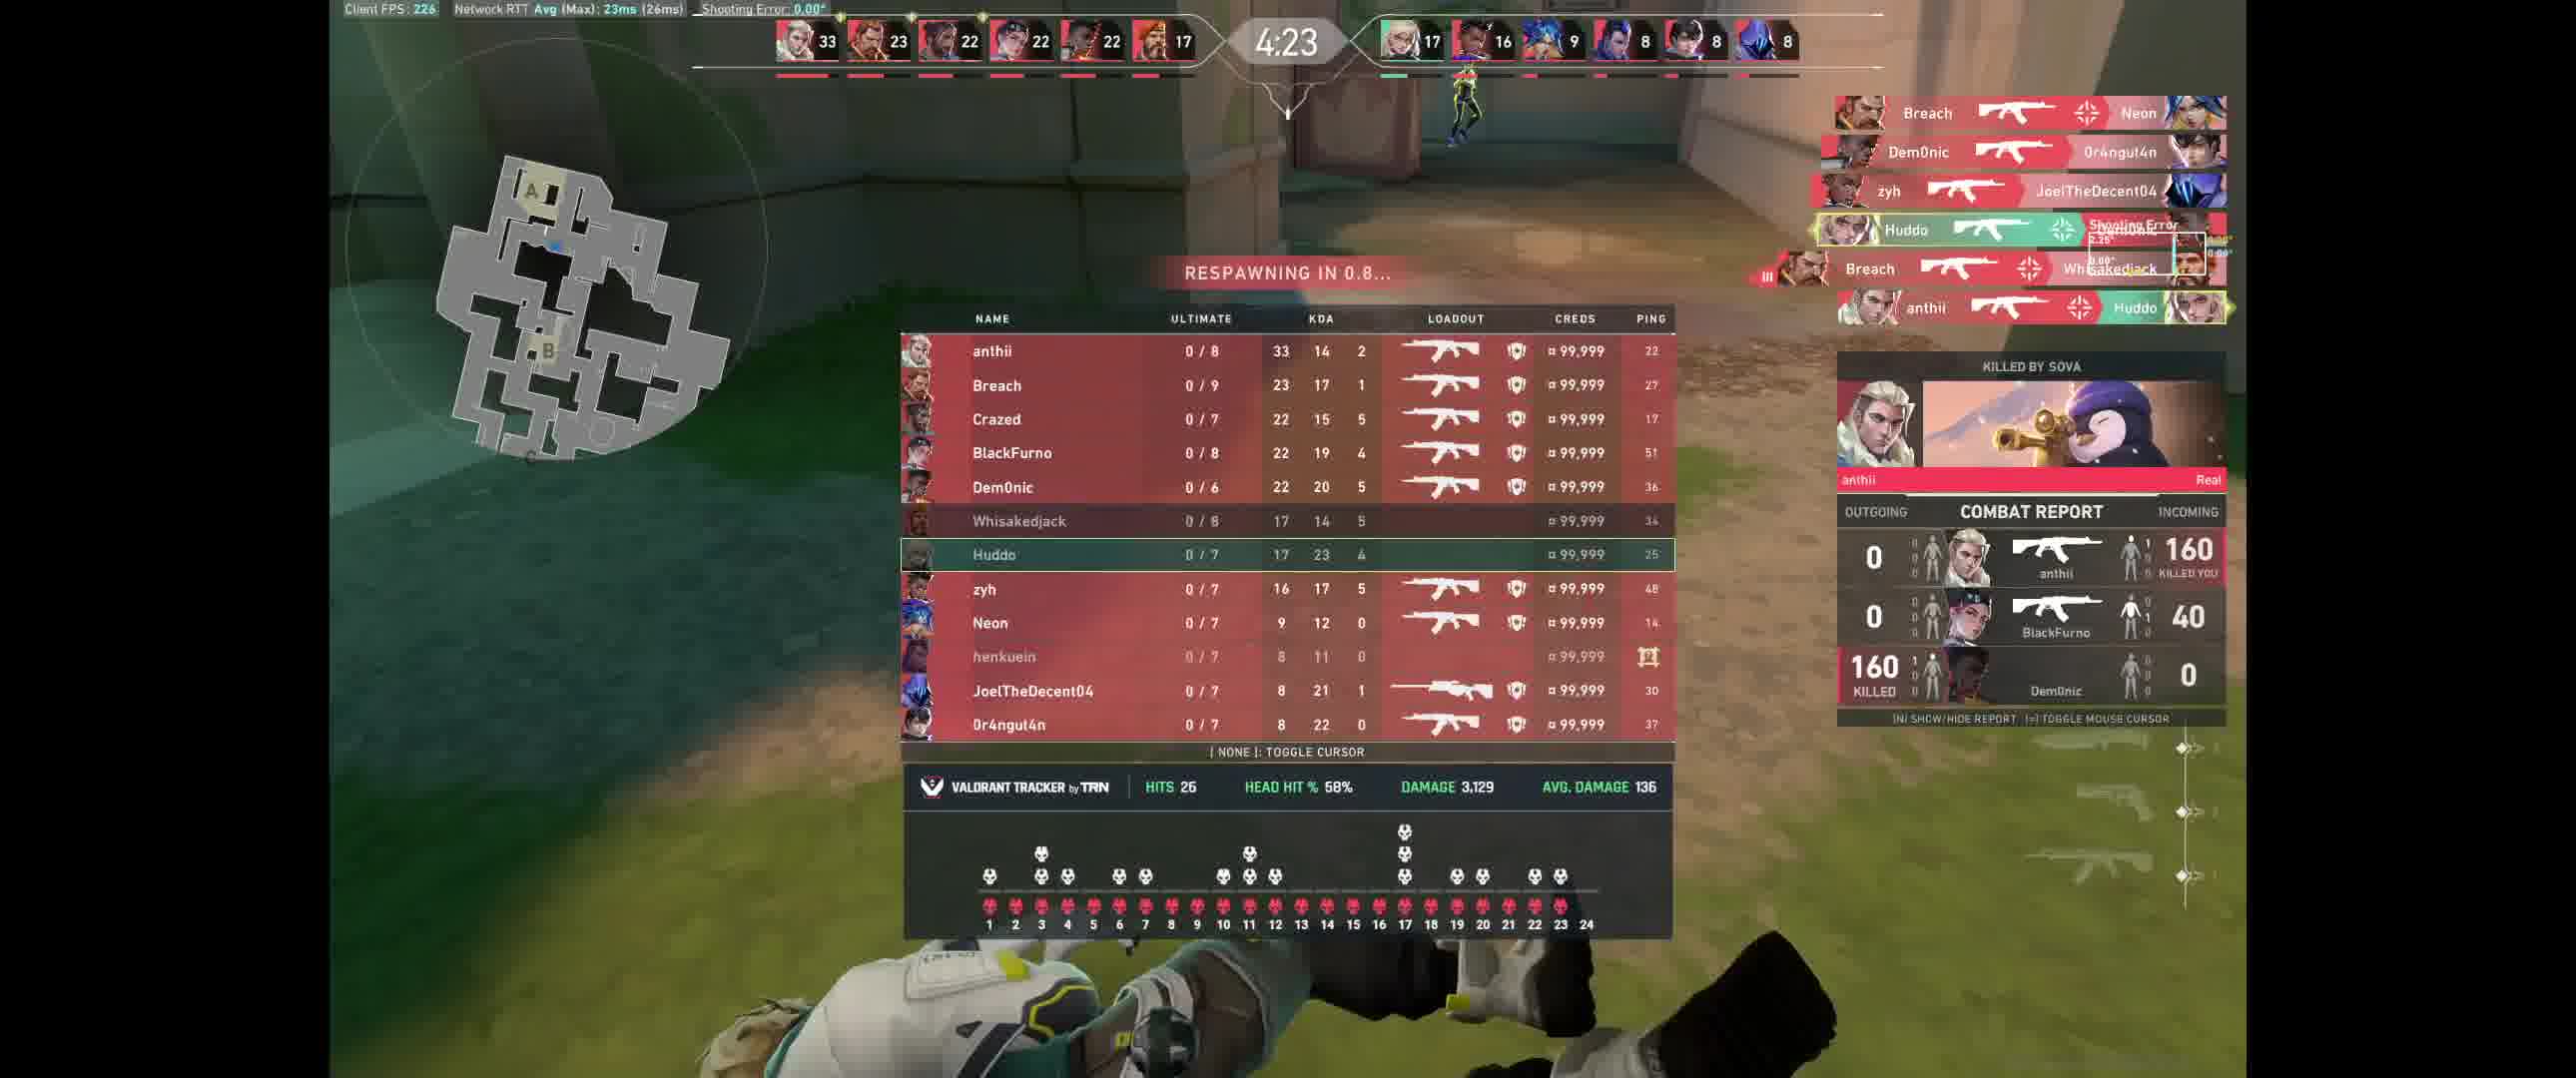 Client FPS: 226 Network RTT Avg (Max): 23ms (26ms) Shooting Error: 0.00°
33 23 22 22 22 17 4:23 17 16 9 8 8 8
Breach Neon
Dem0nic 0r4ngut4n
zyh JoelTheDecent04
Huddo Dem0nic
Shooting Error
2.25°
0.00°
Breach Whisakedjack
anthii Huddo
A
B
C
RESPAWNING IN 0.8...
NAME ULTIMATE KDA LOADOUT CREDS PING
anthii 0 / 8 33 14 2 ¤ 99,999 22
Breach 0 / 9 23 17 1 ¤ 99,999 27
Crazed 0 / 7 22 15 5 ¤ 99,999 17
BlackFurno 0 / 8 22 19 4 ¤ 99,999 51
Dem0nic 0 / 6 22 20 5 ¤ 99,999 36
Whisakedjack 0 / 8 17 14 5 ¤ 99,999 34
Huddo 0 / 7 17 23 4 ¤ 99,999 25
zyh 0 / 7 16 17 5 ¤ 99,999 48
Neon 0 / 7 9 12 0 ¤ 99,999 14
henkuein 0 / 7 8 11 0 ¤ 99,999
JoelTheDecent04 0 / 7 8 21 1 ¤ 99,999 30
0r4ngut4n 0 / 7 8 22 0 ¤ 99,999 37
[ NONE ]: TOGGLE CURSOR
VALORANT TRACKER by TRN HITS 26 HEAD HIT % 58% DAMAGE 3,129 AVG. DAMAGE 136
1 2 3 4 5 6 7 8 9 10 11 12 13 14 15 16 17 18 19 20 21 22 23 24
KILLED BY SOVA
anthii Real
OUTGOING COMBAT REPORT INCOMING
0 anthii 160
KILLED YOU
0 BlackFurno 40
160 Dem0nic 0
KILLED
[N] SHOW/HIDE REPORT [=] TOGGLE MOUSE CURSOR